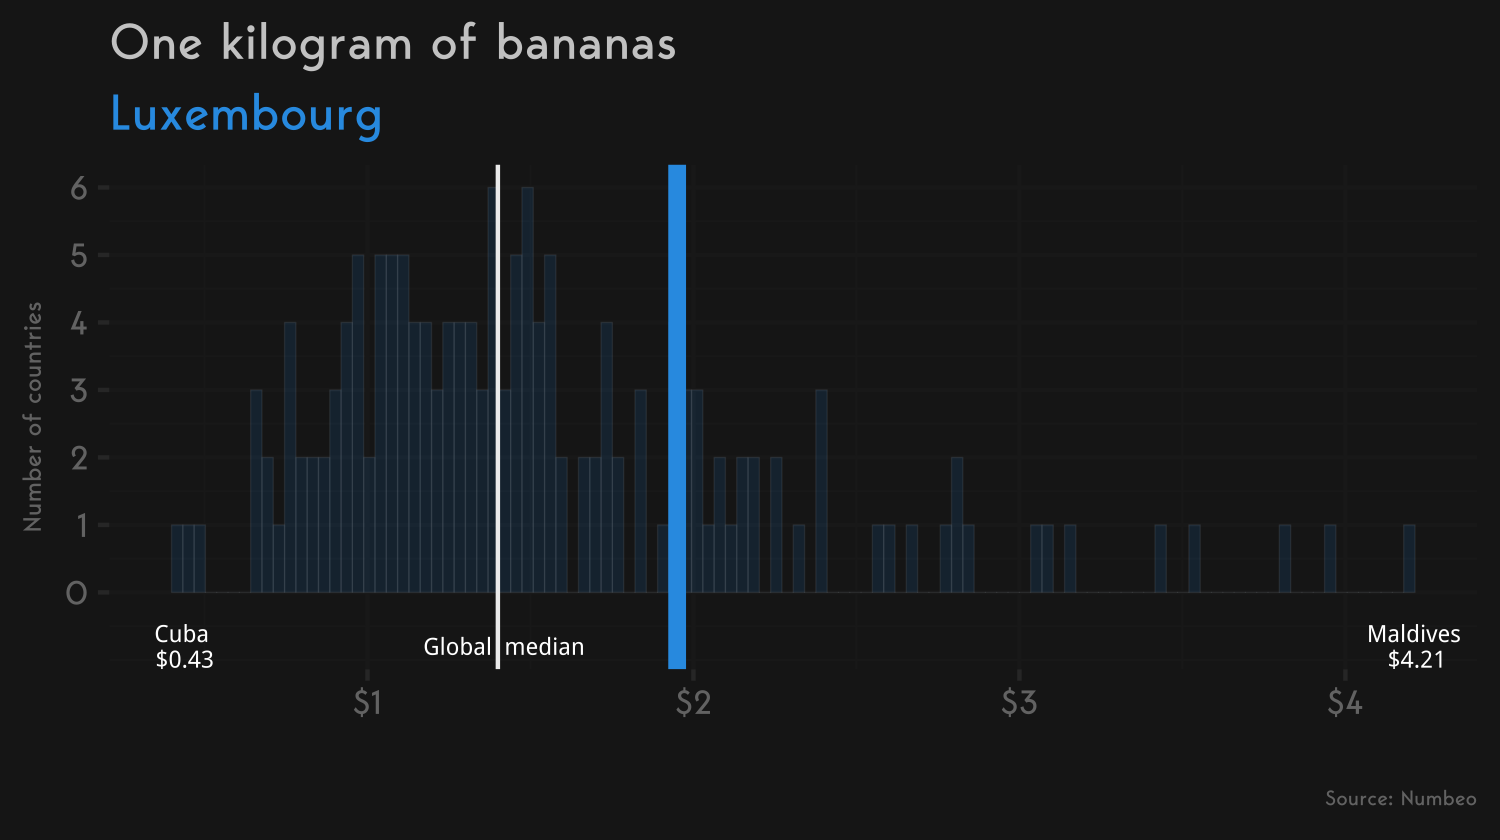 One kilogram of bananas
Luxembourg
Number of countries
6
5
4
3
2
1
0
Cuba
$0.43
Global median
Maldives
$4.21
$1 $2 $3 $4
Source: Numbeo